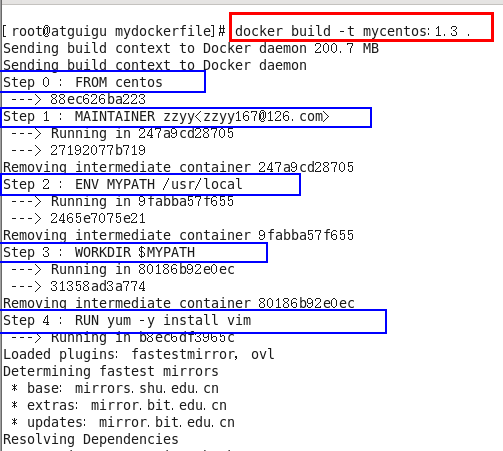 [root@atguigu mydockerfile]# docker build -t mycentos:1.3 .
Sending build context to Docker daemon 200.7 MB
Sending build context to Docker daemon
Step 0 : FROM centos
---> 88ec626ba223
Step 1 : MAINTAINER zzyy<zzyy167@126.com>
---> Running in 247a9cd28705
---> 27192077b719
Removing intermediate container 247a9cd28705
Step 2 : ENV MYPATH /usr/local
---> Running in 9fabba57f655
---> 2465e7075e21
Removing intermediate container 9fabba57f655
Step 3 : WORKDIR $MYPATH
---> Running in 80186b92e0ec
---> 31358ad3a774
Removing intermediate container 80186b92e0ec
Step 4 : RUN yum -y install vim
---> Running in b8ec6df3965c
Loaded plugins: fastestmirror, ovl
Determining fastest mirrors
* base: mirrors.shu.edu.cn
* extras: mirror.bit.edu.cn
* updates: mirror.bit.edu.cn
Resolving Dependencies